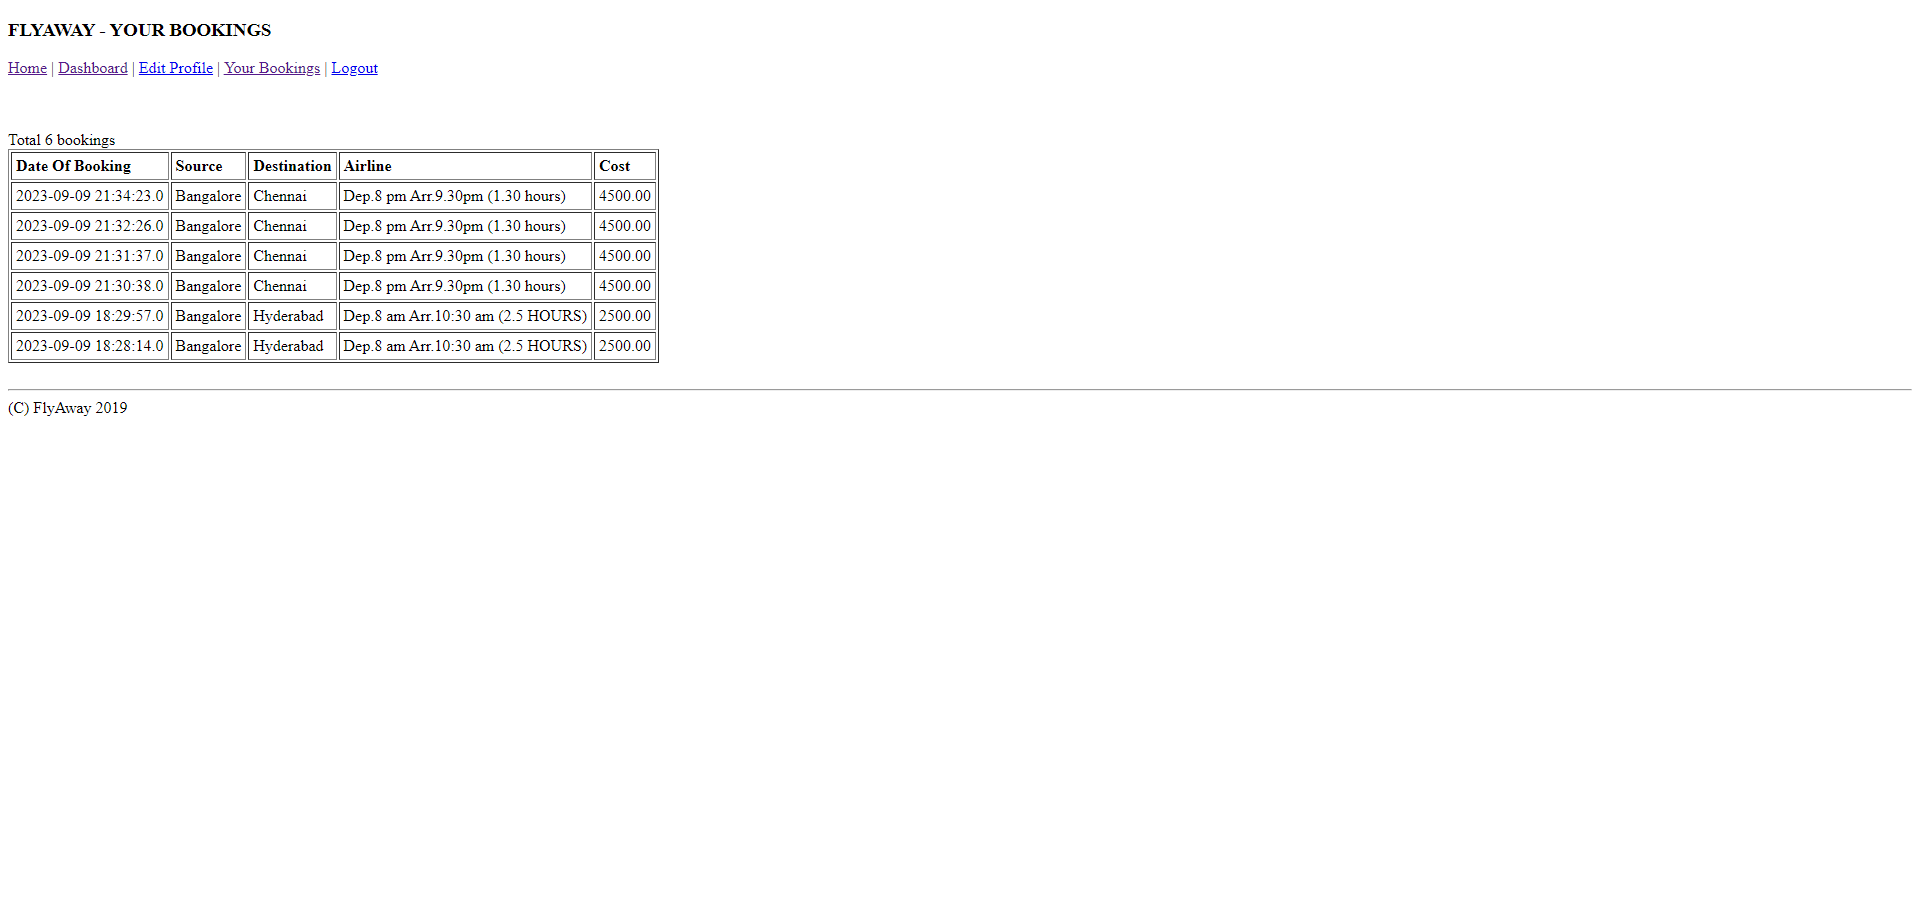 FLYAWAY - YOUR BOOKINGS
Home | Dashboard | Edit Profile | Your Bookings | Logout
Total 6 bookings
Date Of Booking Source Destination Airline Cost
2023-09-09 21:34:23.0 Bangalore Chennai Dep.8 pm Arr.9.30pm (1.30 hours) 4500.00
2023-09-09 21:32:26.0 Bangalore Chennai Dep.8 pm Arr.9.30pm (1.30 hours) 4500.00
2023-09-09 21:31:37.0 Bangalore Chennai Dep.8 pm Arr.9.30pm (1.30 hours) 4500.00
2023-09-09 21:30:38.0 Bangalore Chennai Dep.8 pm Arr.9.30pm (1.30 hours) 4500.00
2023-09-09 18:29:57.0 Bangalore Hyderabad Dep.8 am Arr.10:30 am (2.5 HOURS) 2500.00
2023-09-09 18:28:14.0 Bangalore Hyderabad Dep.8 am Arr.10:30 am (2.5 HOURS) 2500.00
(C) FlyAway 2019